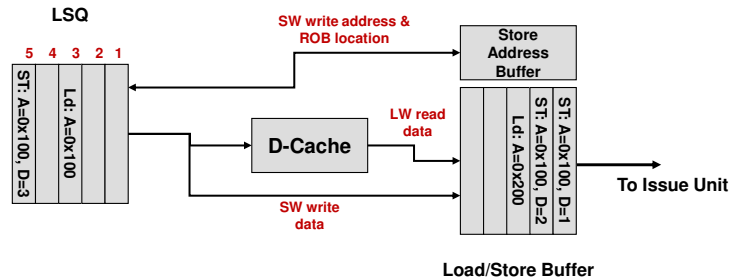 LSQ
5 4 3 2 1
ST: A=0x100, D=3
Ld: A=0x100
SW write address &
ROB location
Store
Address
Buffer
D-Cache
LW read
data
SW write
data
Ld: A=0x200
ST: A=0x100, D=2
ST: A=0x100, D=1
To Issue Unit
Load/Store Buffer